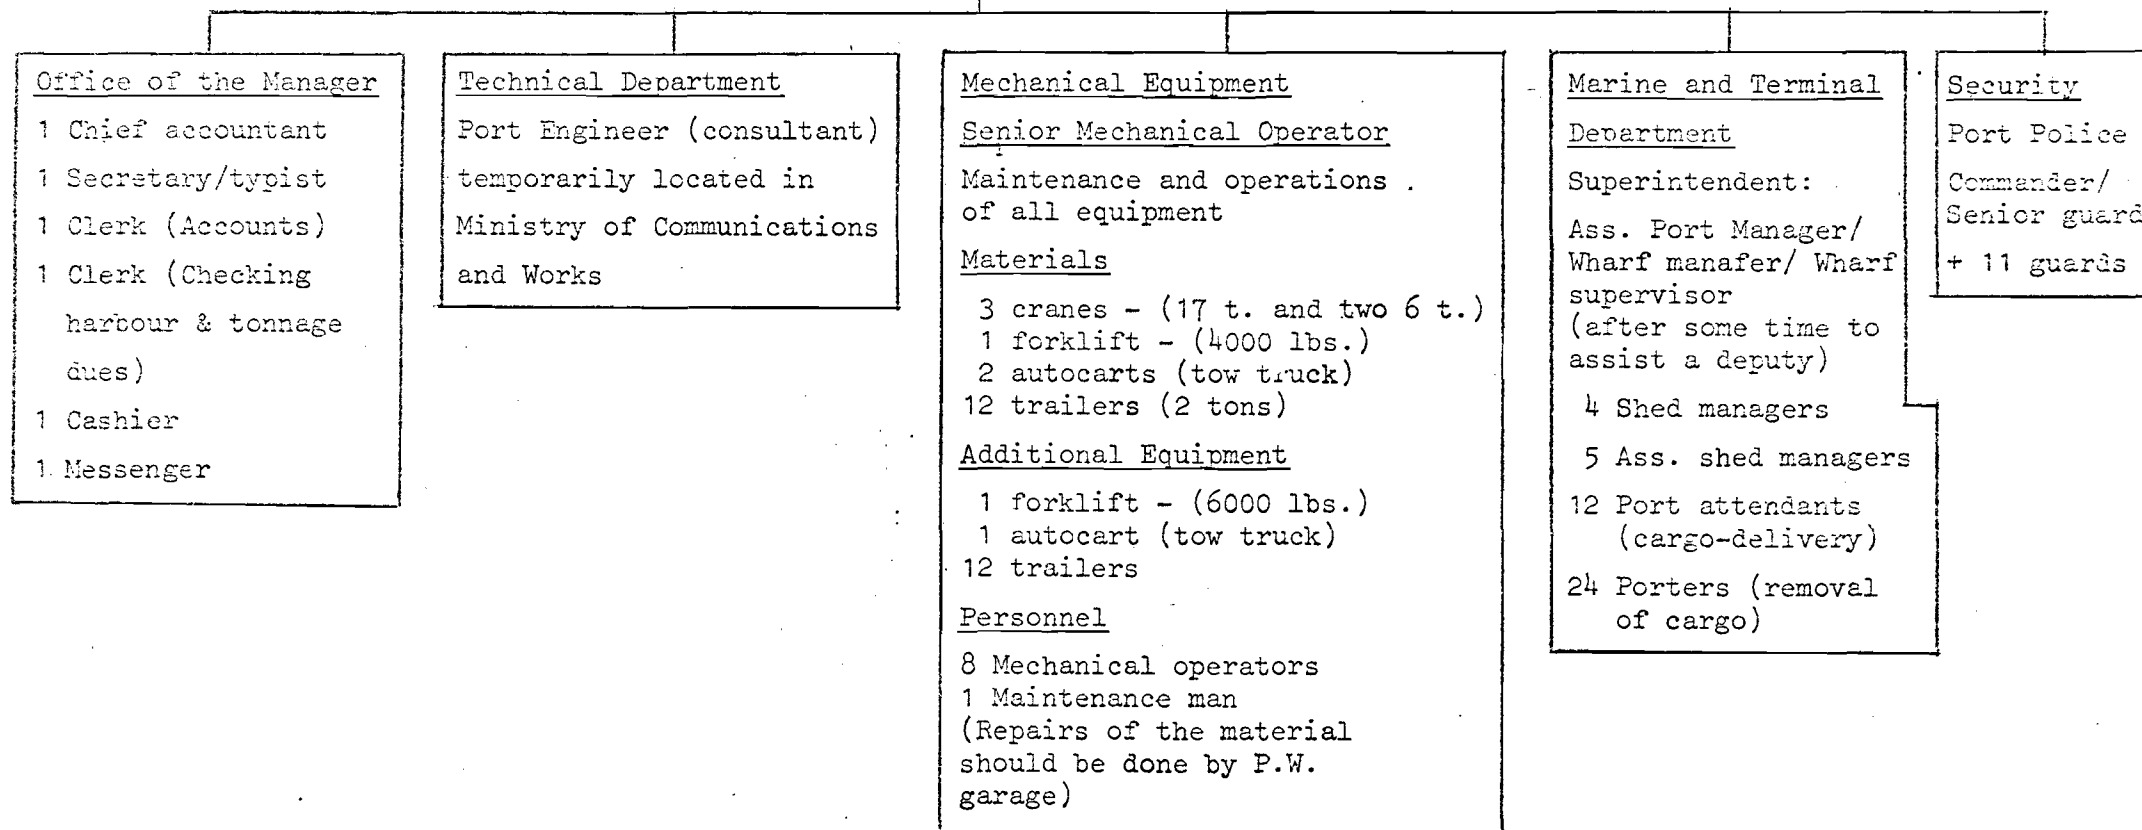 Office of the Manager
1 Chief accountant
1 Secretary/typist
1 Clerk (Accounts)
1 Clerk (Checking
harbour & tonnage
dues)
1 Cashier
1 Messenger
Technical Department
Port Engineer (consultant)
temporarily located in
Ministry of Communications
and Works
Mechanical Equipment
Senior Mechanical Operator
Maintenance and operations
of all equipment
Materials
3 cranes - (17 t. and two 6 t.)
1 forklift - (4000 lbs.)
2 autocarts (tow truck)
12 trailers (2 tons)
Additional Equipment
1 forklift - (6000 lbs.)
1 autocart (tow truck)
12 trailers
Personnel
8 Mechanical operators
1 Maintenance man
(Repairs of the material
should be done by P.W.
garage)
Marine and Terminal
Department
Superintendent:
Ass. Port Manager/
Wharf manafer/ Wharf
supervisor
(after some time to
assist a deputy)
4 Shed managers
5 Ass. shed managers
12 Port attendants
(cargo-delivery)
24 Porters (removal
of cargo)
Security
Port Police
Commander/
Senior guard
+ 11 guards